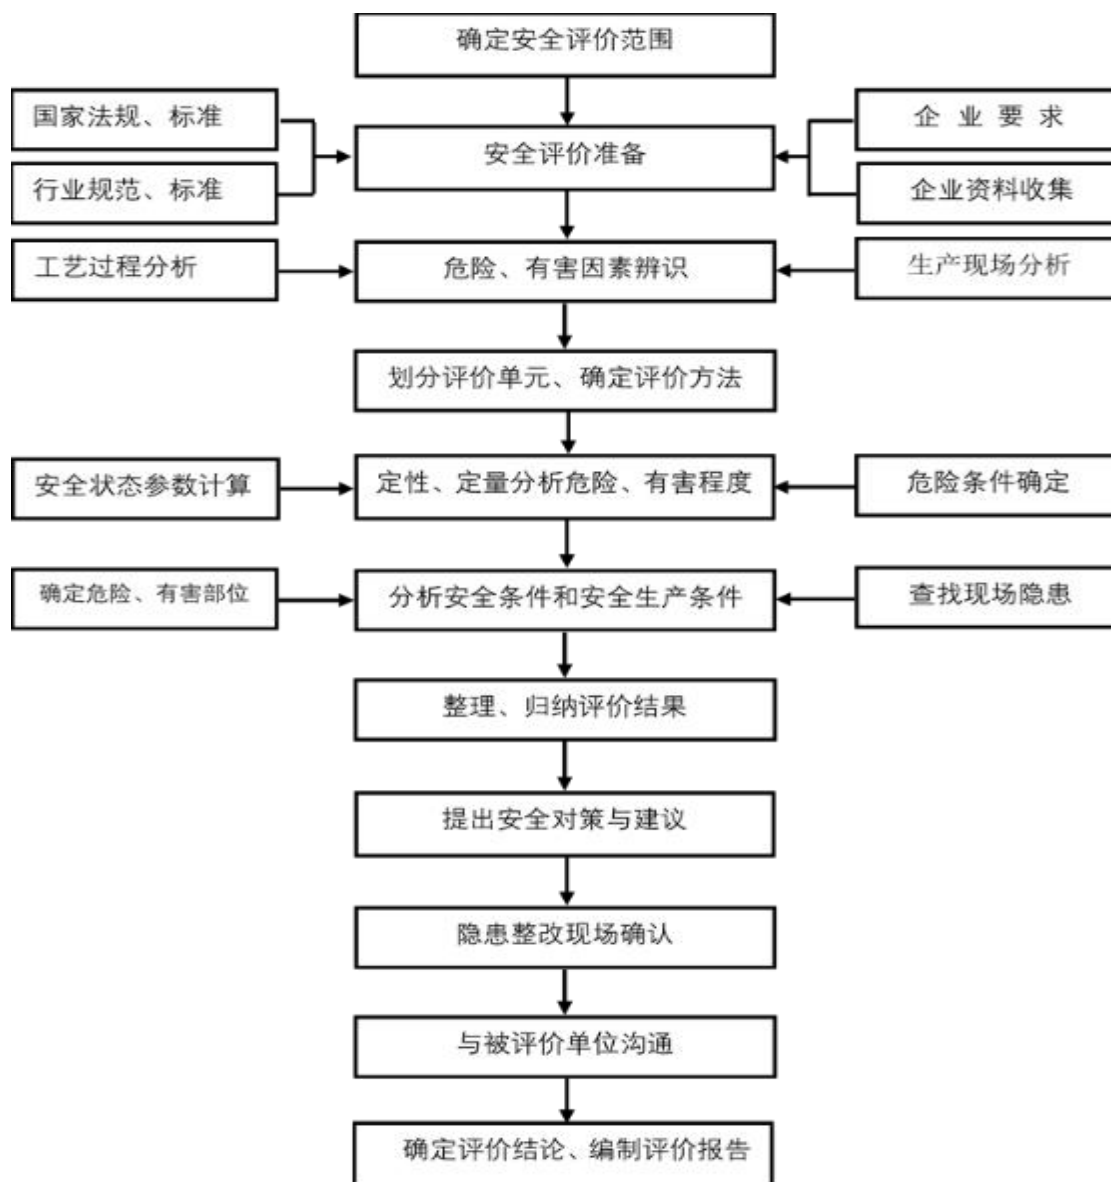 确定安全评价范围
国家法规、标准
企 业 要 求
安全评价准备
行业规范、标准
企业资料收集
工艺过程分析
危险、有害因素辨识
生产现场分析
划分评价单元、确定评价方法
安全状态参数计算
定性、定量分析危险、有害程度
危险条件确定
确定危险、有害部位
分析安全条件和安全生产条件
查找现场隐患
整理、归纳评价结果
提出安全对策与建议
隐患整改现场确认
与被评价单位沟通
确定评价结论、编制评价报告